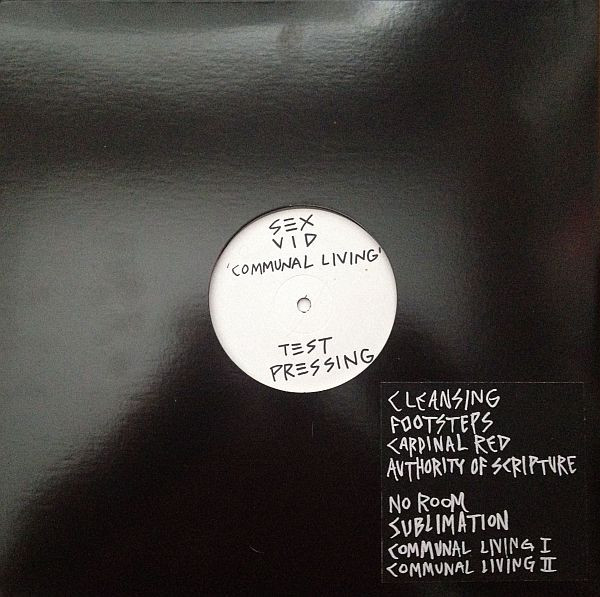 SEX
VID
'COMMUNAL LIVING'
TEST
PRESSING
CLEANSING
FOOTSTEPS
CARDINAL RED
AUTHORITY OF SCRIPTURE
NO ROOM
SUBLIMATION
COMMUNAL LIVING I
COMMUNAL LIVING II